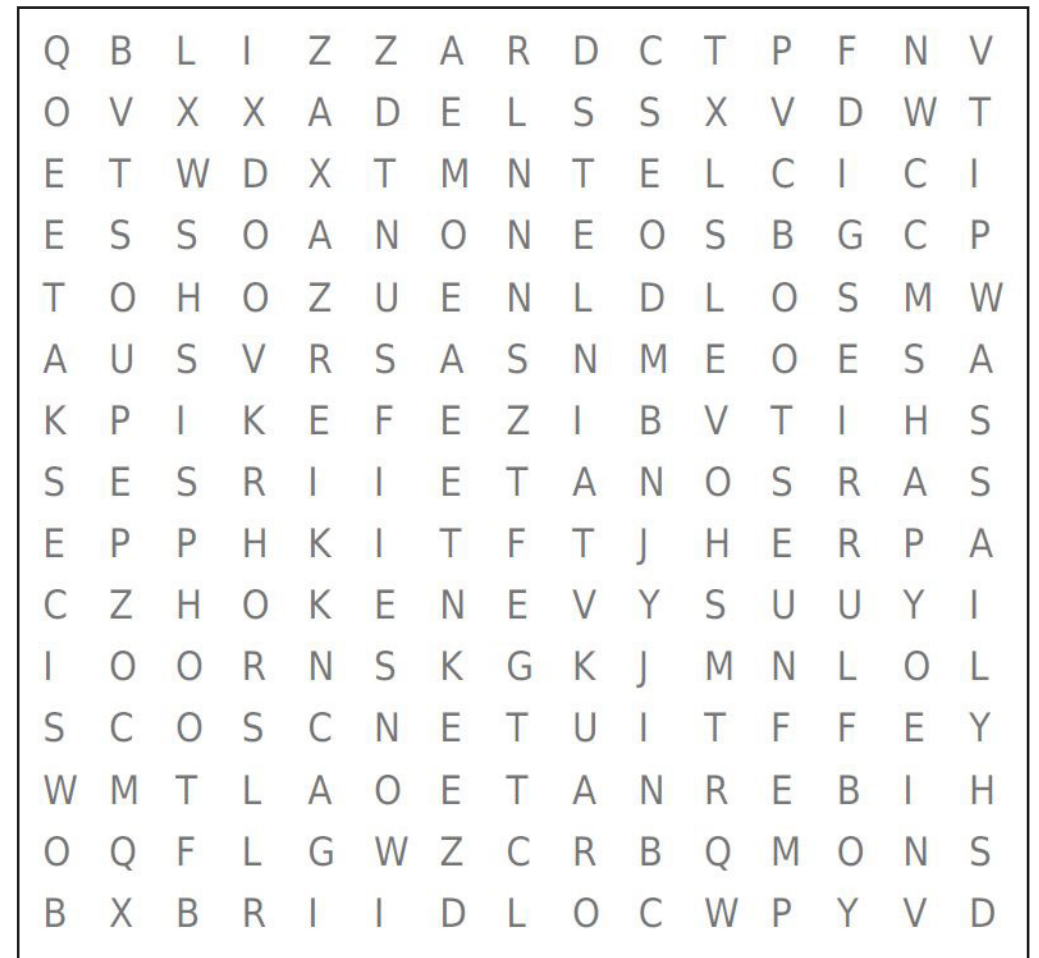 Q B L I Z Z A R D C T P F N V
O V X X A D E L S S X V D W T
E T W D X T M N T E L C I C I
E S S O A N O N E O S B G C P
T O H O Z U E N L D L O S M W
A U S V R S A S N M E O E S A
K P I K E F E Z I B V T I H S
S E S R I I E T A N O S R A S
E P P H K I T F T J H E R P A
C Z H O K E N E V Y S U U Y I
I O O R N S K G K J M N L O L
S C O S C N E T U I T F F E Y
W M T L A O E T A N R E B I H
O Q F L G W Z C R B Q M O N S
B X B R I I D L O C W P Y V D